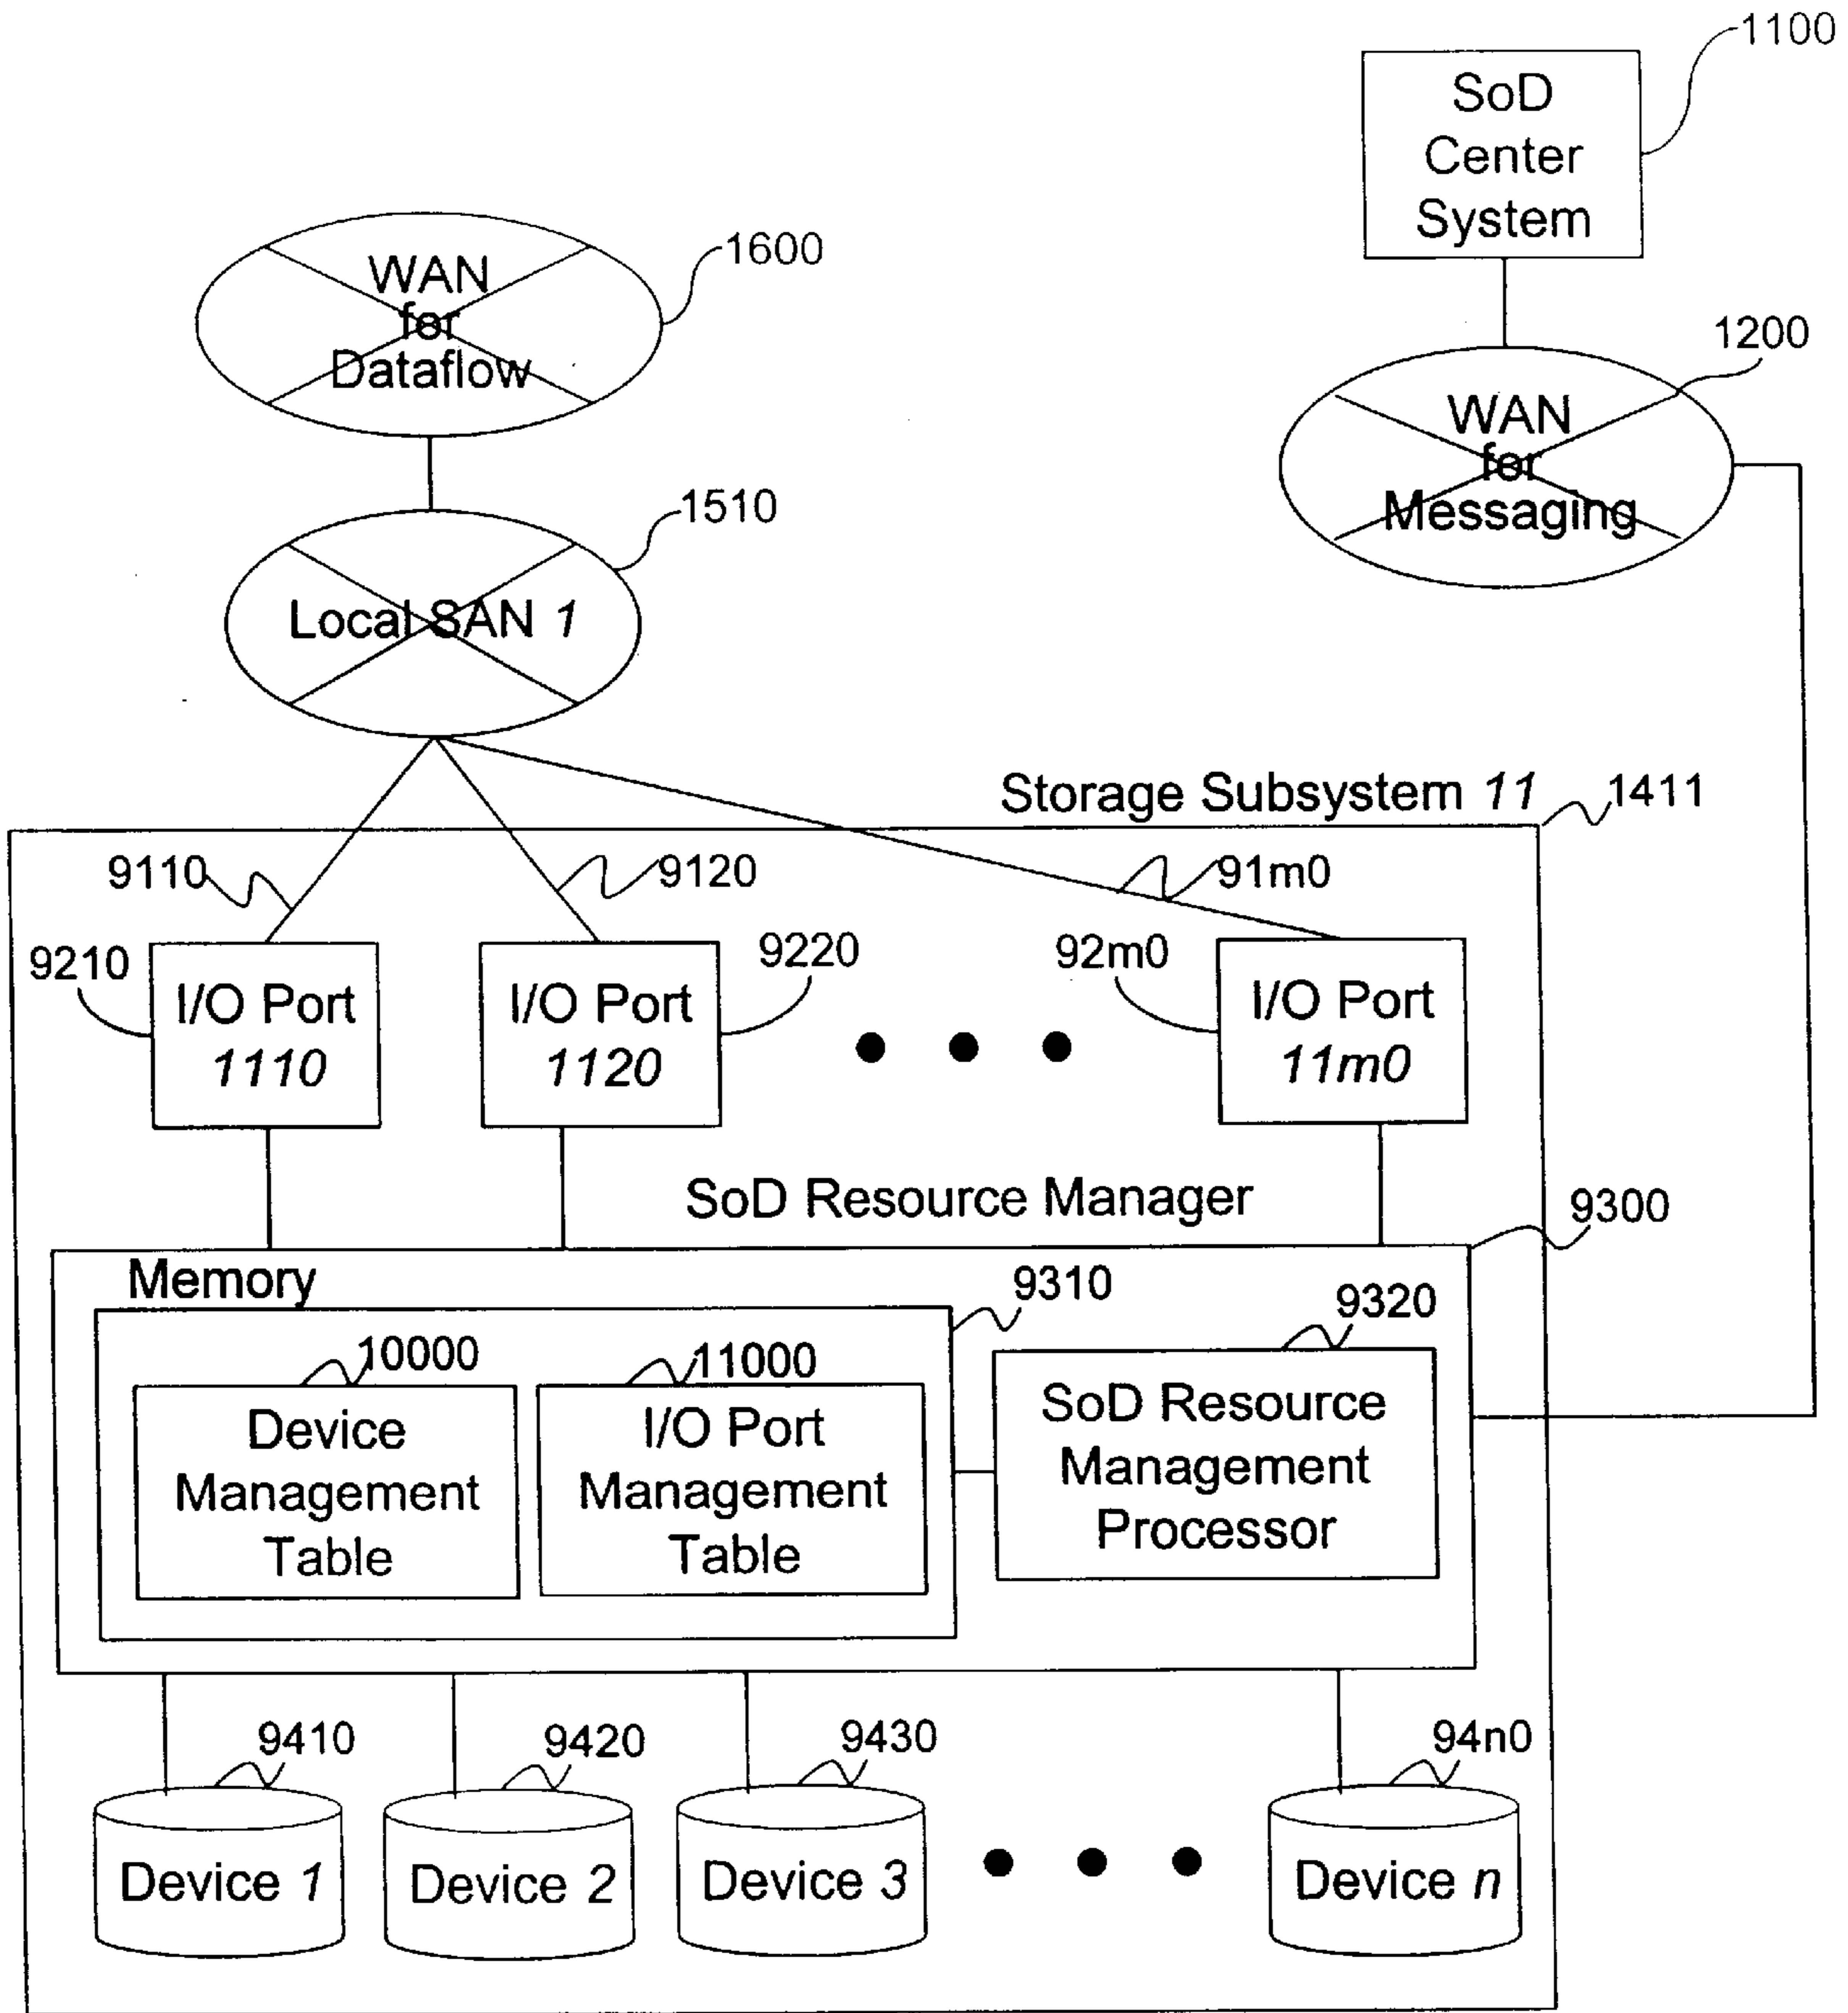 1100
SoD
Center
System
1600
WAN
for
Dataflow
1200
WAN
for
Messaging
1510
Local SAN 1
Storage Subsystem 11
1411
9110
9120
91m0
9210
I/O Port
1110
9220
I/O Port
1120
92m0
I/O Port
11m0
SoD Resource Manager
9300
Memory
9310
9320
10000
Device
Management
Table
11000
I/O Port
Management
Table
SoD Resource
Management
Processor
9410
9420
9430
94n0
Device 1
Device 2
Device 3
Device n